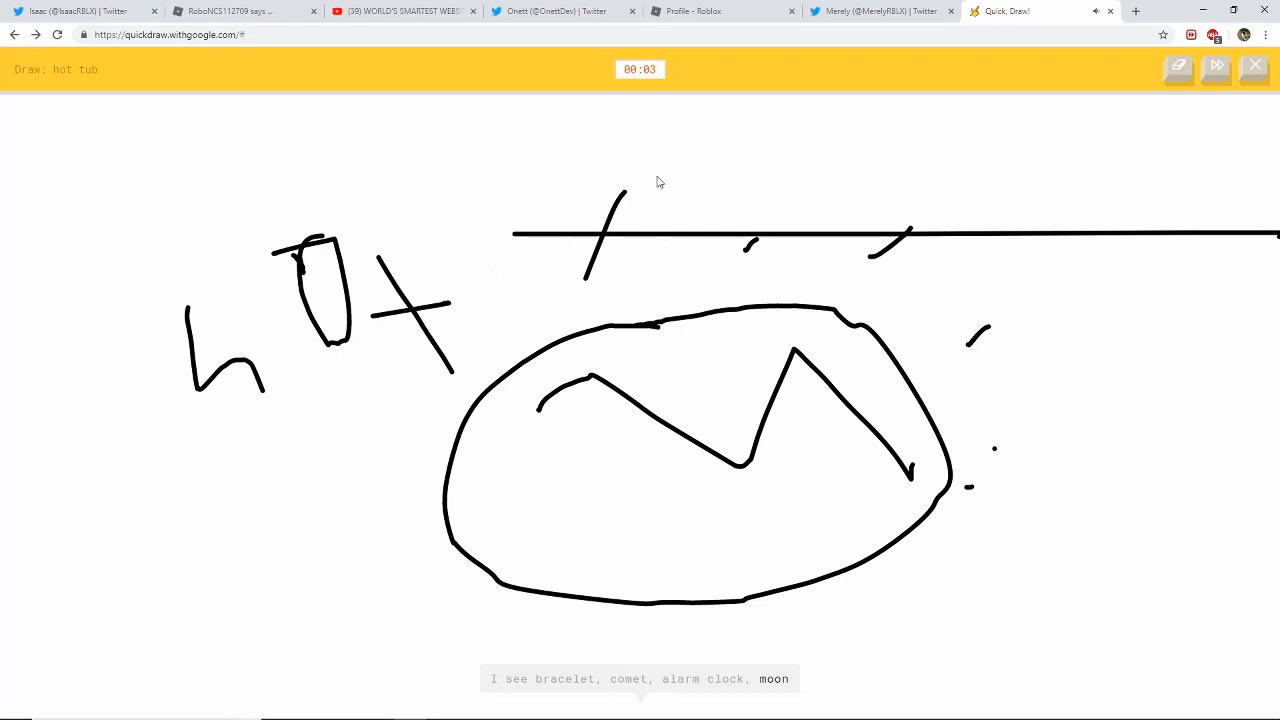 Isaac (@IsaacRBLX) | Twitter
RoboNCS112709 says ..
(39) WORLD'S SMARTEST WEBS
Onett (@OnettDev) | Twitter
Profile - Roblox
Merely (@MerelyRBLX) | Twitter
Quick, Draw!
https://quickdraw.withgoogle.com/#
Draw: hot tub
00:03
hot
I see bracelet, comet, alarm clock, moon